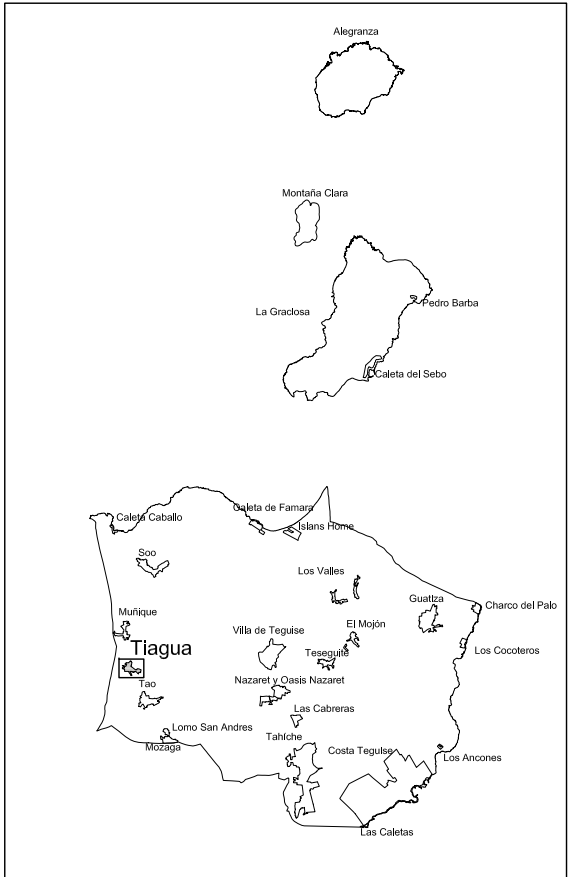 Alegranza
Montaña Clara
Pedro Barba
La Graciosa
Caleta del Sebo
Caleta de Famara
Caleta Caballo
Islans Home
Soo
Los Valles
Guatiza
Charco del Palo
Muñique
El Mojón
Villa de Teguise
Tiagua
Los Cocoteros
Teseguite
Nazaret y Oasis Nazaret
Tao
Las Cabreras
Lomo San Andres
Tahíche
Mozaga
Costa Teguise
Los Ancones
Las Caletas